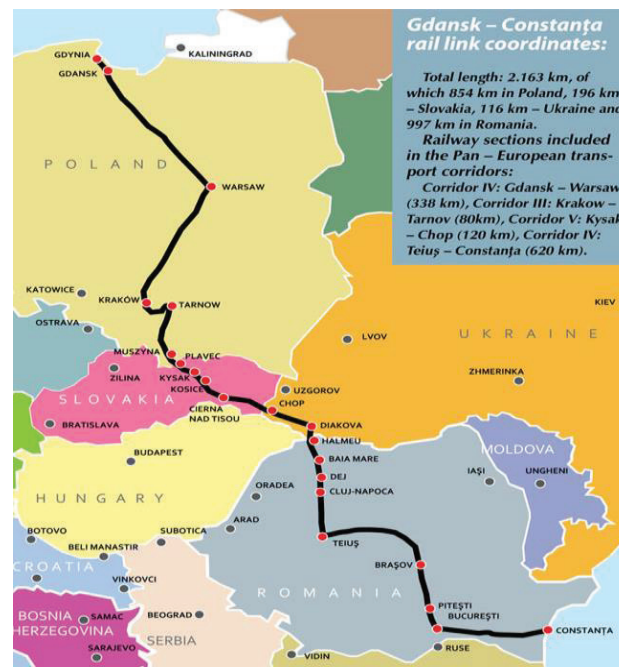 Gdansk – Constanța
rail link coordinates:
Total length: 2.163 km, of
which 854 km in Poland, 196 km
– Slovakia, 116 km – Ukraine and
997 km in Romania.
Railway sections included
in the Pan – European trans-
port corridors:
Corridor IV: Gdansk – Warsaw
(338 km), Corridor III: Krakow –
Tarnov (80km), Corridor V: Kysak
– Chop (120 km), Corridor IV:
Teiuș – Constanța (620 km).
GDYNIA
KALININGRAD
GDANSK
POLAND
WARSAW
KATOWICE
KRAKÓW
TARNOW
KIEV
OSTRAVA
LVOV
UKRAINE
MUSZYNA
PLAVEC
ZILINA
KYSAK
ZHMERINKA
KOSICE
UZGOROV
SLOVAKIA
CIERNA
NAD TISOU
CHOP
BRATISLAVA
DIAKOVA
HALMEU
MOLDOVA
BUDAPEST
BAIA MARE
IAȘI
UNGHENI
DEJ
HUNGARY
ORADEA
CLUJ-NAPOCA
BOTOVO
SUBOTICA
ARAD
TEIUȘ
BELI MANASTIR
BRAȘOV
CROATIA
VINKOVCI
ROMANIA
BOSNIA
HERZEGOVINA
SAMAC
BEOGRAD
PITEȘTI
BUCUREȘTI
CONSTANȚA
SERBIA
SARAJEVO
VIDIN
RUSE